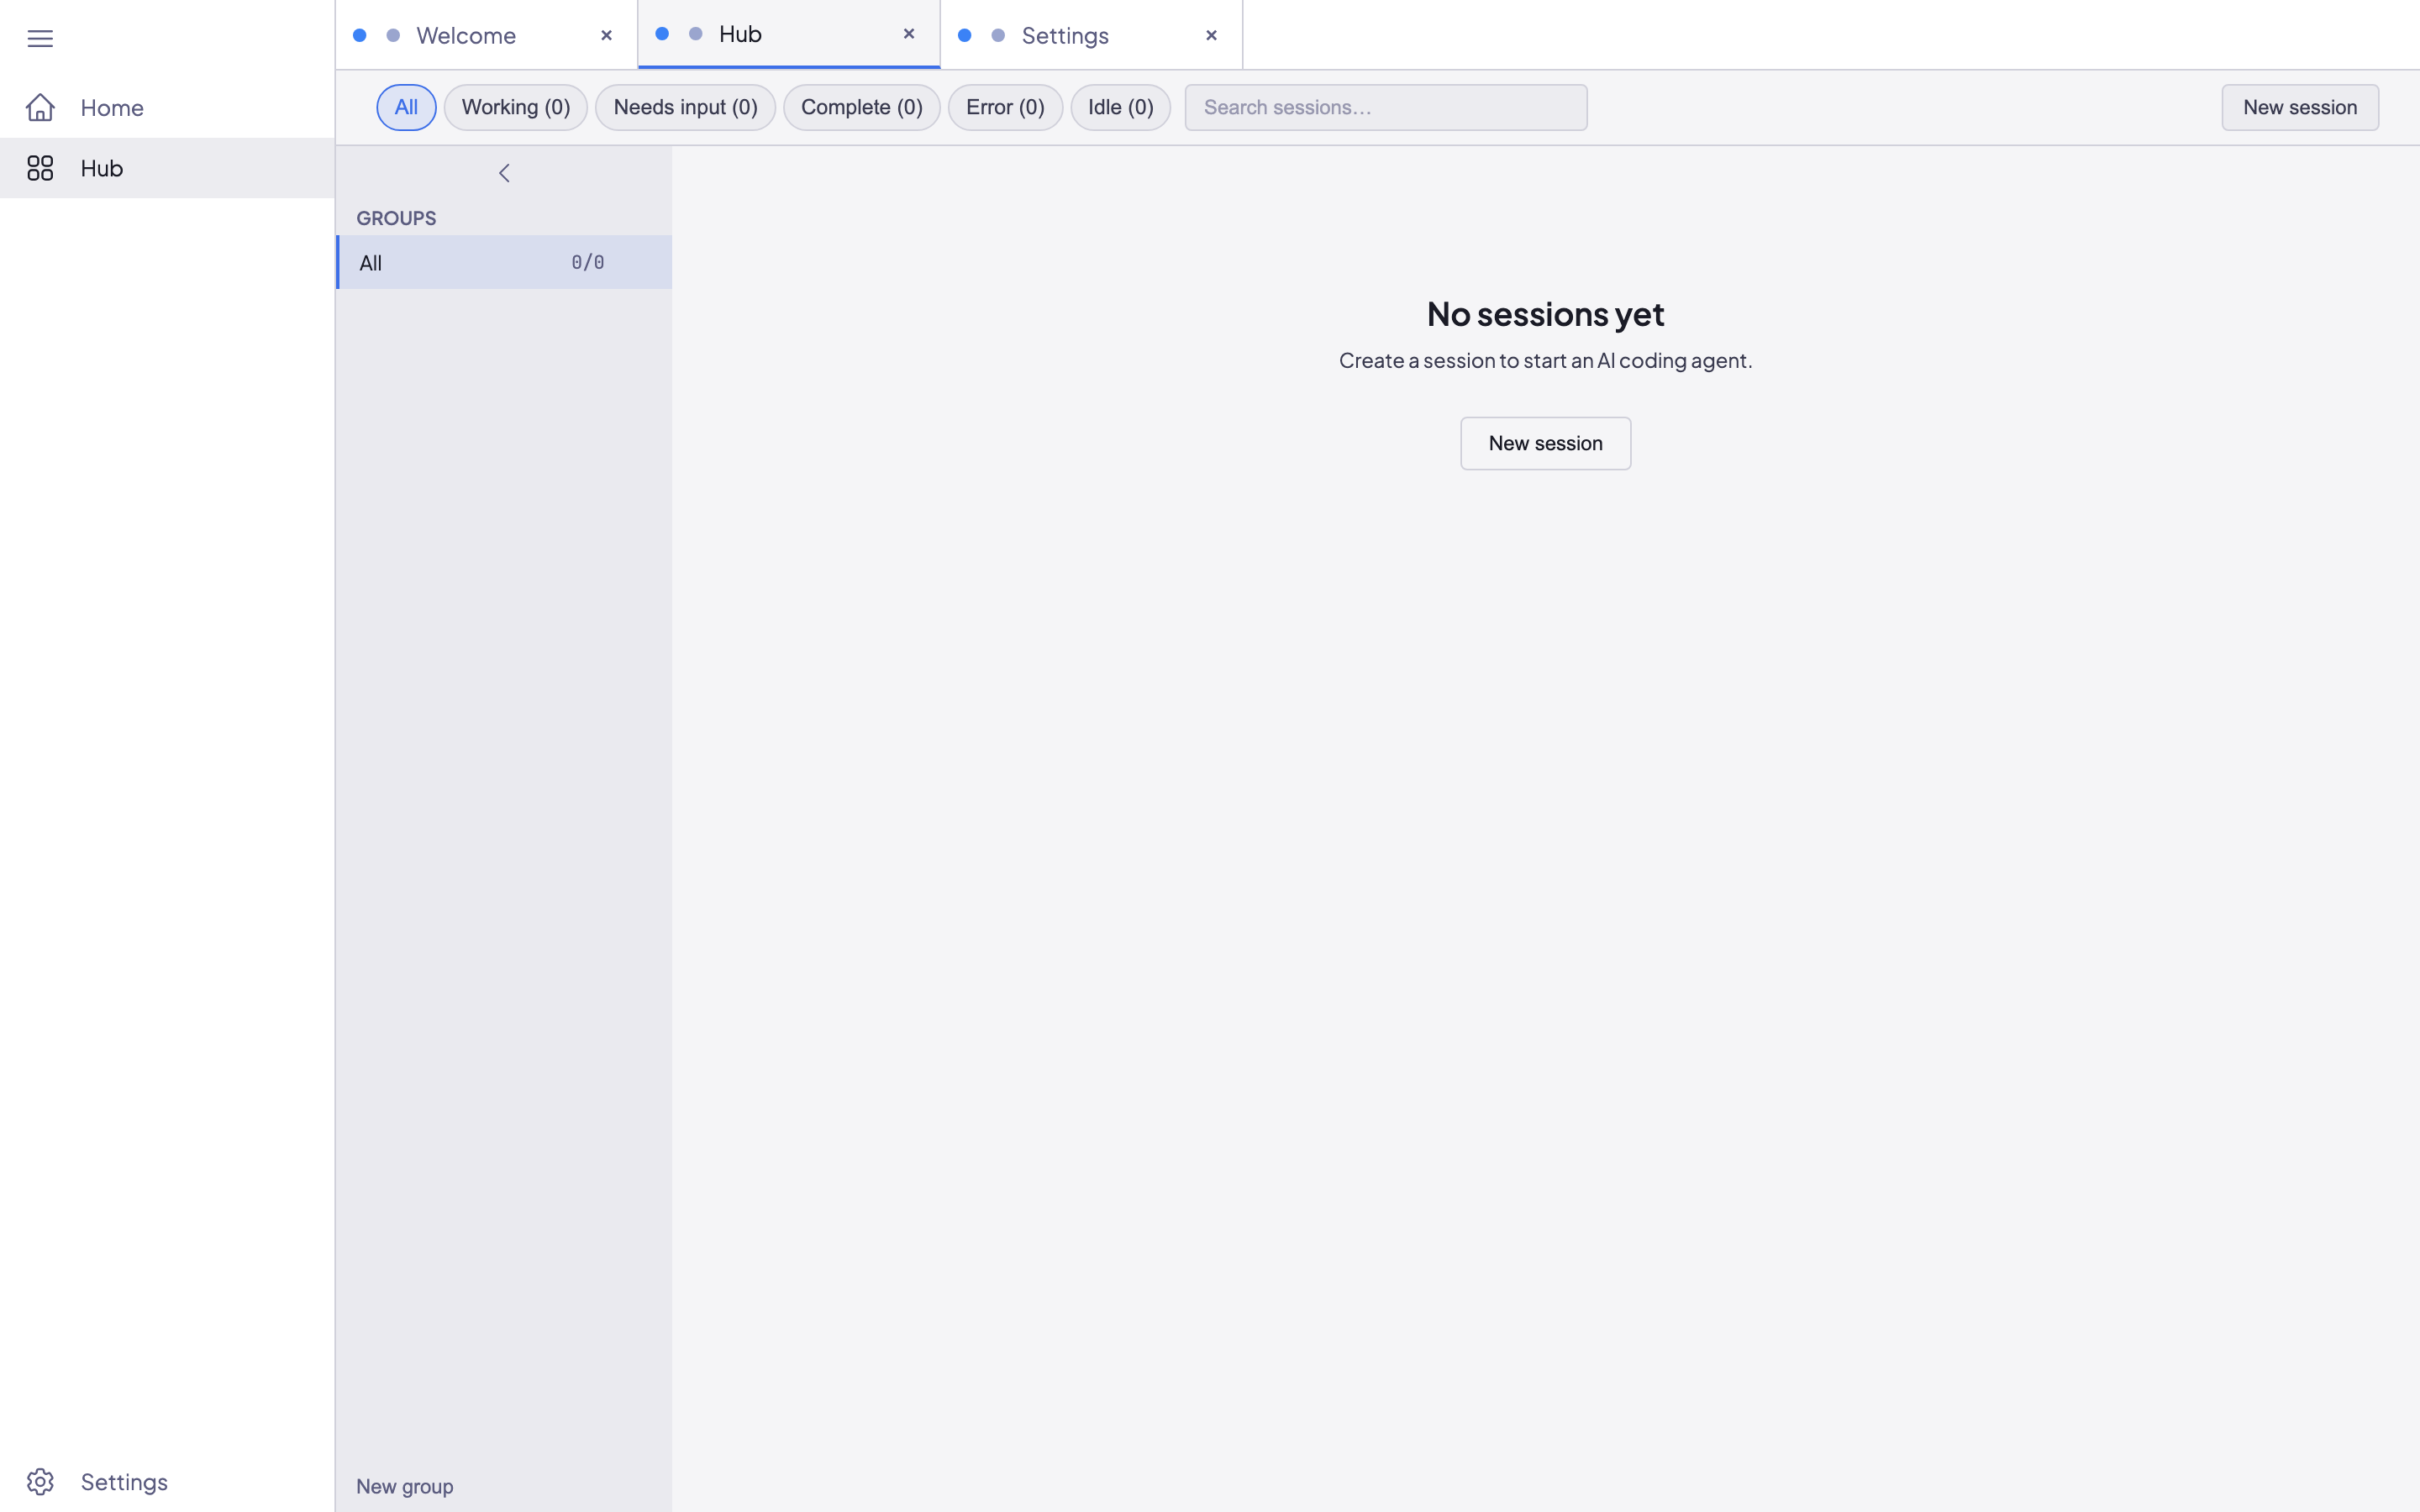 Welcome × Hub × Settings ×
Home
Hub
All Working (0) Needs input (0) Complete (0) Error (0) Idle (0) Search sessions... New session
GROUPS
All 0/0
No sessions yet
Create a session to start an AI coding agent.
New session
New group
Settings